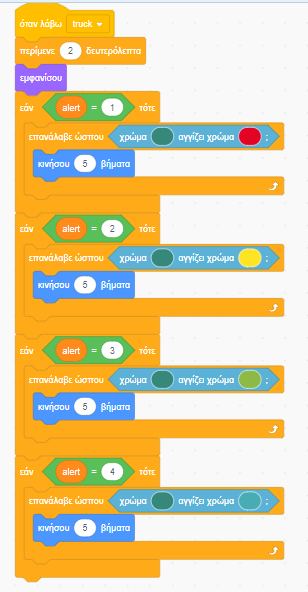 όταν λάβω truck
περίμενε 2 δευτερόλεπτα
εμφανίσου
εάν alert = 1 τότε
επανάλαβε ώσπου χρώμα αγγίζει χρώμα ;
κινήσου 5 βήματα
εάν alert = 2 τότε
επανάλαβε ώσπου χρώμα αγγίζει χρώμα ;
κινήσου 5 βήματα
εάν alert = 3 τότε
επανάλαβε ώσπου χρώμα αγγίζει χρώμα ;
κινήσου 5 βήματα
εάν alert = 4 τότε
επανάλαβε ώσπου χρώμα αγγίζει χρώμα ;
κινήσου 5 βήματα